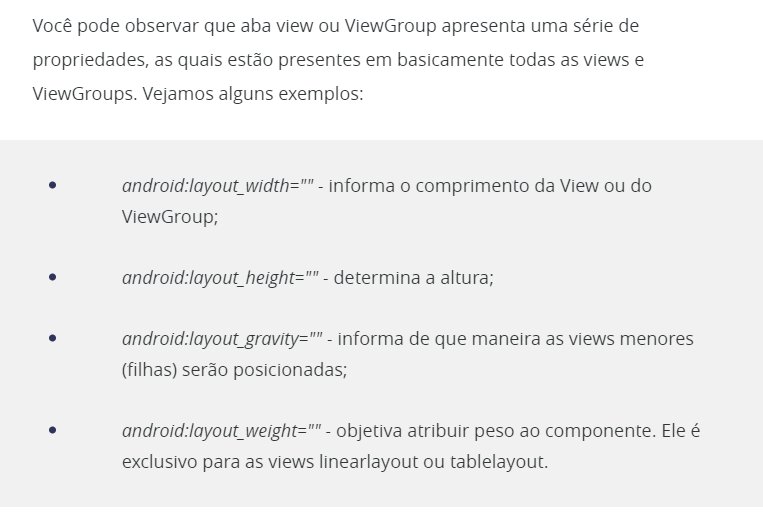 Você pode observar que aba view ou ViewGroup apresenta uma série de
propriedades, as quais estão presentes em basicamente todas as views e
ViewGroups. Vejamos alguns exemplos:
• android:layout_width="" - informa o comprimento da View ou do
ViewGroup;
• android:layout_height="" - determina a altura;
• android:layout_gravity="" - informa de que maneira as views menores
(filhas) serão posicionadas;
• android:layout_weight="" - objetiva atribuir peso ao componente. Ele é
exclusivo para as views linearlayout ou tablelayout.